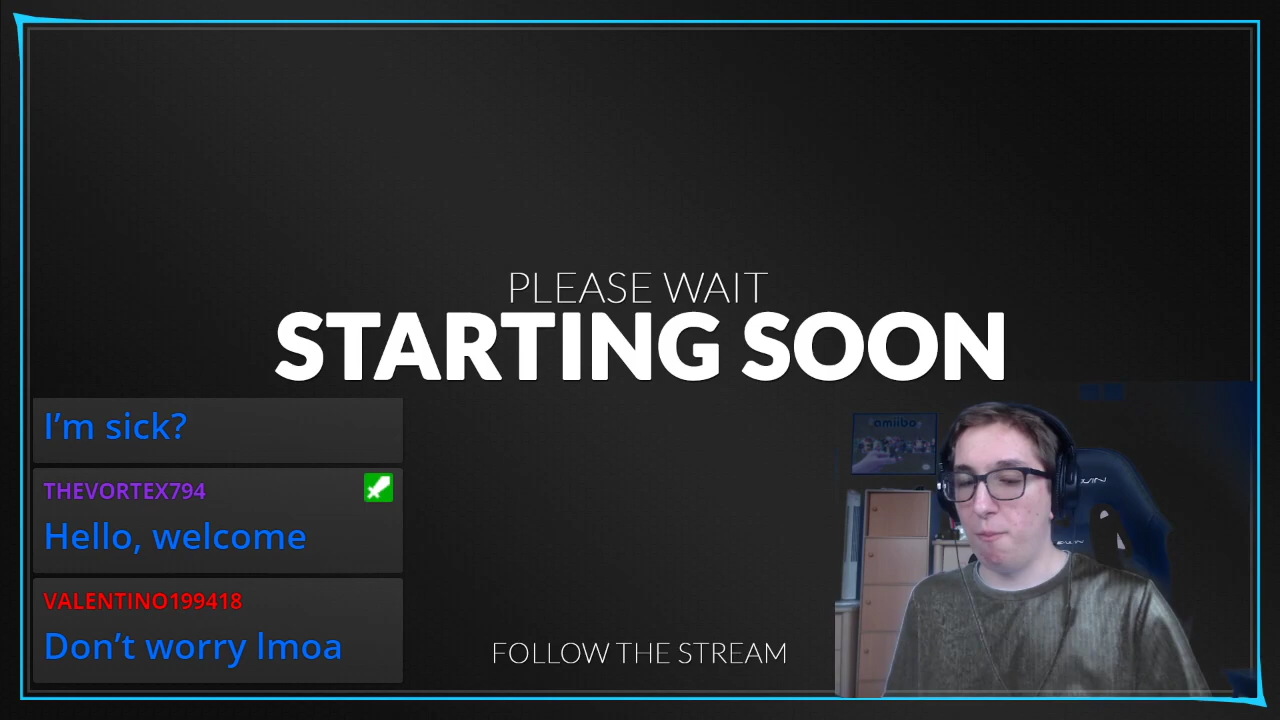 PLEASE WAIT
STARTING SOON
I'm sick?
THEVORTEX794
Hello, welcome
VALENTINO199418
Don't worry lmoa
FOLLOW THE STREAM
amiibo